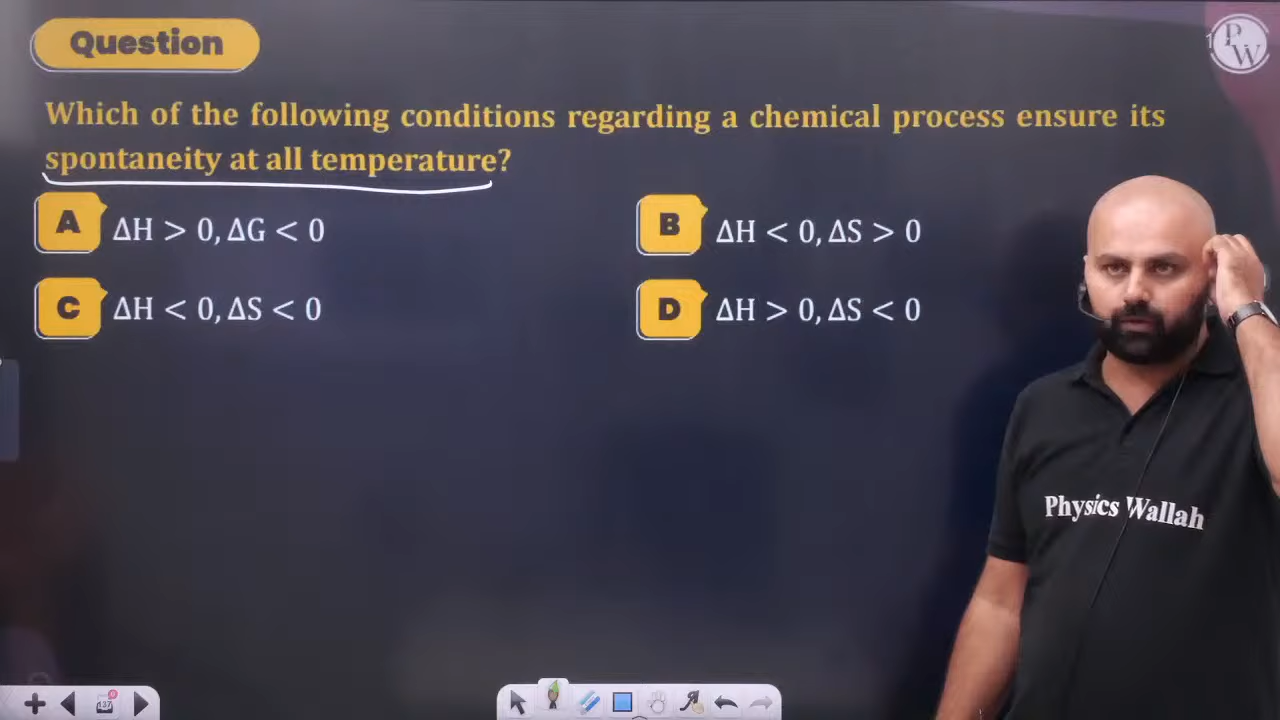 Question
PW
Which of the following conditions regarding a chemical process ensure its
spontaneity at all temperature?
A ΔH > 0, ΔG < 0
B ΔH < 0, ΔS > 0
C ΔH < 0, ΔS < 0
D ΔH > 0, ΔS < 0
Physics Wallah